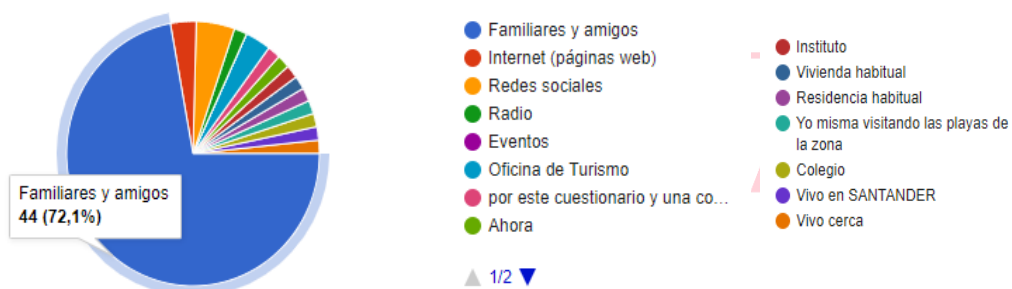 Familiares y amigos
44 (72,1%)
Familiares y amigos
Internet (páginas web)
Redes sociales
Radio
Eventos
Oficina de Turismo
por este cuestionario y una co...
Ahora
1/2
Instituto
Vivienda habitual
Residencia habitual
Yo misma visitando las playas de
la zona
Colegio
Vivo en SANTANDER
Vivo cerca